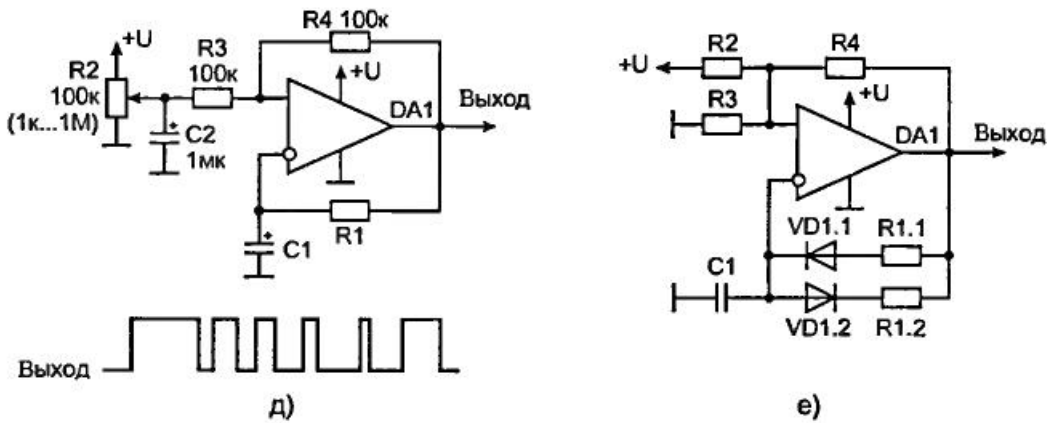 +U
R2
100к
(1к...1М)
R3
100к
C2
1мк
R4 100к
+U
DA1
Выход
R1
C1
Выход
д)
+U
R2
R3
R4
+U
DA1
Выход
VD1.1
R1.1
C1
VD1.2
R1.2
е)